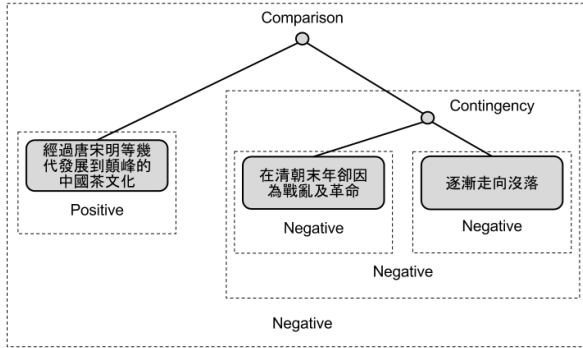 Comparison
Contingency
經過唐宋明等幾
代發展到顛峰的
中國茶文化
Positive
在清朝末年卻因
為戰亂及革命
Negative
逐漸走向沒落
Negative
Negative
Negative